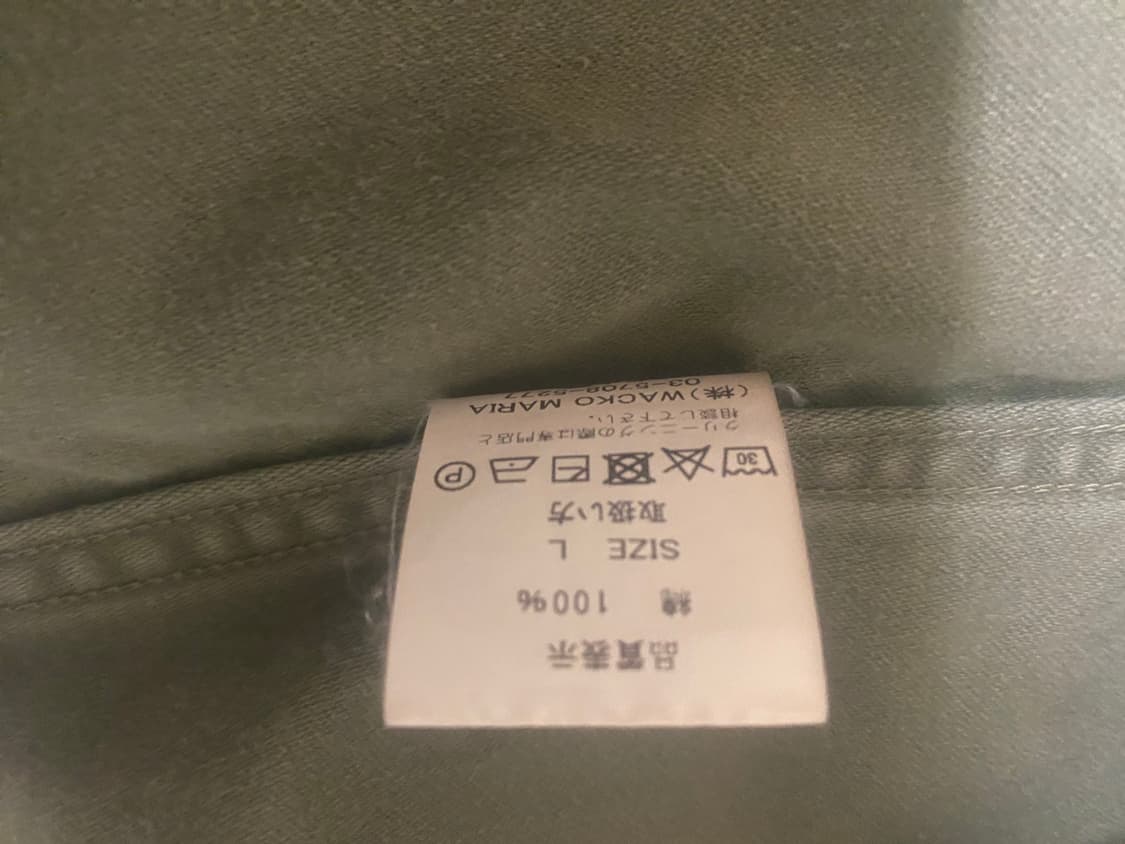 品質表示
綿 100%
SIZE L
取扱い方
30 P
クリーニングの際は専門店と
相談して下さい。
(株)WACKO MARIA
03-5708-5277